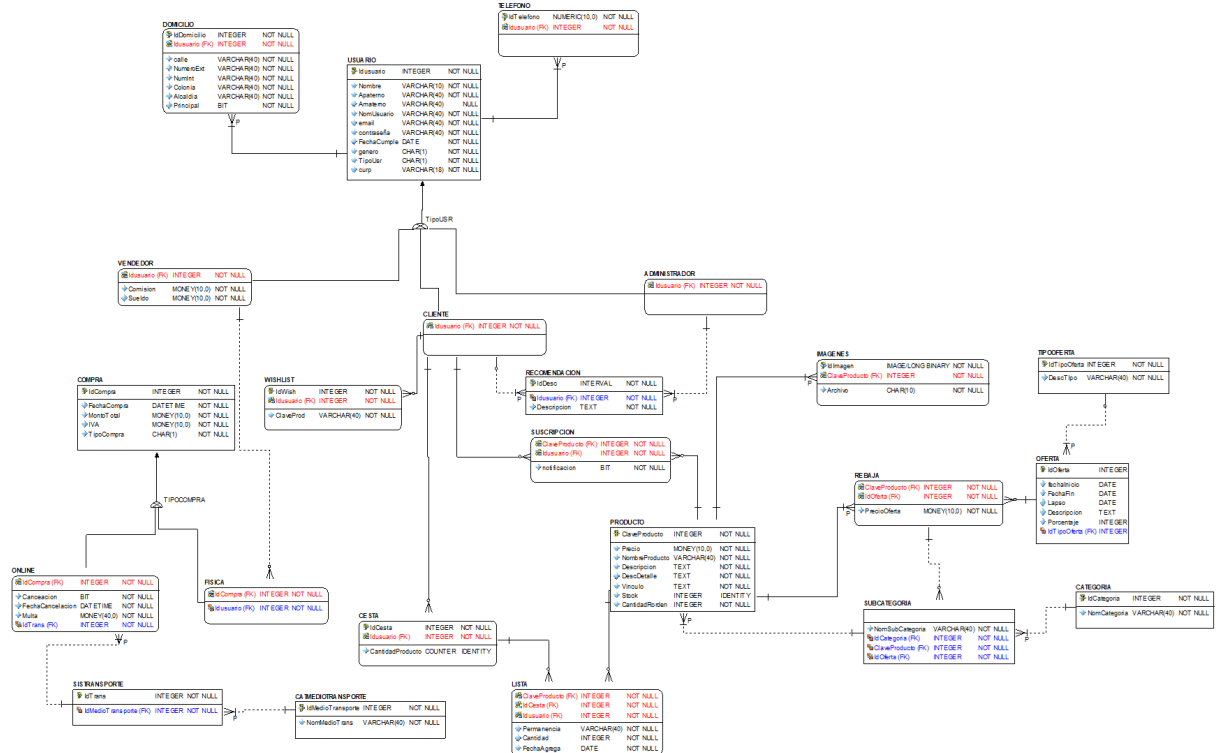 TELEFONO
IdTelefono NUMERIC(10,0) NOT NULL
Idusuario (FK) INTEGER NOT NULL
DOMICILIO
IdDomicilio INTEGER NOT NULL
Idusuario (FK) INTEGER NOT NULL
calle VARCHAR(40) NOT NULL
NumeroExt VARCHAR(40) NOT NULL
NumInt VARCHAR(40) NOT NULL
Colonia VARCHAR(40) NOT NULL
Alcaldia VARCHAR(40) NOT NULL
Principal BIT NOT NULL
P
P
USUARIO
Idusuario INTEGER NOT NULL
Nombre VARCHAR(10) NOT NULL
Apaterno VARCHAR(40) NOT NULL
Amaterno VARCHAR(40) NULL
NomUsuario VARCHAR(40) NOT NULL
email VARCHAR(40) NOT NULL
contraseña VARCHAR(40) NOT NULL
FechaCumple DATE NOT NULL
genero CHAR(1) NOT NULL
TipoUsr CHAR(1) NOT NULL
curp VARCHAR(18) NOT NULL
TipoUSR
VENDEDOR
Idusuario (FK) INTEGER NOT NULL
Comision MONEY(10,0) NOT NULL
Sueldo MONEY(10,0) NOT NULL
ADMINISTRADOR
Idusuario (FK) INTEGER NOT NULL
CLIENTE
Idusuario (FK) INTEGER NOT NULL
COMPRA
IdCompra INTEGER NOT NULL
FechaCompra DATETIME NOT NULL
MontoTotal MONEY(10,0) NOT NULL
IVA MONEY(10,0) NOT NULL
TipoCompra CHAR(1) NOT NULL
WISHLIST
IdWish INTEGER NOT NULL
Idusuario (FK) INTEGER NOT NULL
ClaveProd VARCHAR(40) NOT NULL
RECOMENDACION
IdDesc INTERVAL NOT NULL
Idusuario (FK) INTEGER NOT NULL
Descripcion TEXT NOT NULL
P
IMAGENES
IdImagen IMAGE/LONG BINARY NOT NULL
ClaveProducto (FK) INTEGER NOT NULL
Archivo CHAR(10) NOT NULL
P
TIPOOFERTA
IdTipoOferta INTEGER NOT NULL
DescTipo VARCHAR(40) NOT NULL
P
SUSCRIPCION
ClaveProducto (FK) INTEGER NOT NULL
Idusuario (FK) INTEGER NOT NULL
notificacion BIT NOT NULL
OFERTA
IdOferta INTEGER
fechaInicio DATE
FechaFin DATE
Lapso DATE
Descripcion TEXT
Porcentaje INTEGER
IdTipoOferta (FK) INTEGER
REBAJA
ClaveProducto (FK) INTEGER NOT NULL
IdOferta (FK) INTEGER NOT NULL
PrecioOferta MONEY(10,0) NOT NULL
P
TIPOCOMPRA
PRODUCTO
ClaveProducto INTEGER NOT NULL
Precio MONEY(10,0) NOT NULL
NombreProducto VARCHAR(40) NOT NULL
Descripcion TEXT NOT NULL
DescDetalle TEXT NOT NULL
Vinculo TEXT NOT NULL
Stock INTEGER IDENTITY
INTEGER NOT NULL
P
ONLINE
IdCompra (FK) INTEGER NOT NULL
Canceacion BIT NOT NULL
FechaCancelacion DATETIME NOT NULL
Multa MONEY(40,0) NOT NULL
IdTrans (FK) INTEGER NOT NULL
P
FISICA
IdCompra (FK) INTEGER NOT NULL
Idusuario (FK) INTEGER NOT NULL
CATEGORIA
IdCategoria INTEGER NOT NULL
NomCategoria VARCHAR(40) NOT NULL
P
SUBCATEGORIA
NomSubCategoria VARCHAR(40) NOT NULL
IdCategoria (FK) INTEGER NOT NULL
ClaveProducto (FK) INTEGER NOT NULL
IdOferta (FK) INTEGER NOT NULL
CESTA
IdCesta INTEGER NOT NULL
Idusuario (FK) INTEGER NOT NULL
CantidadProducto COUNTER IDENTITY
SISTRANSPORTE
IdTrans INTEGER NOT NULL
IdMedioTransporte (FK) INTEGER NOT NULL
P
CATMEDIOTRANSPORTE
IdMedioTransporte INTEGER NOT NULL
NomMedioTrans VARCHAR(40) NOT NULL
LISTA
ClaveProducto (FK) INTEGER NOT NULL
IdCesta (FK) INTEGER NOT NULL
Idusuario (FK) INTEGER NOT NULL
Permanencia VARCHAR(40) NOT NULL
Cantidad INTEGER NOT NULL
FechaAgrega DATE NOT NULL